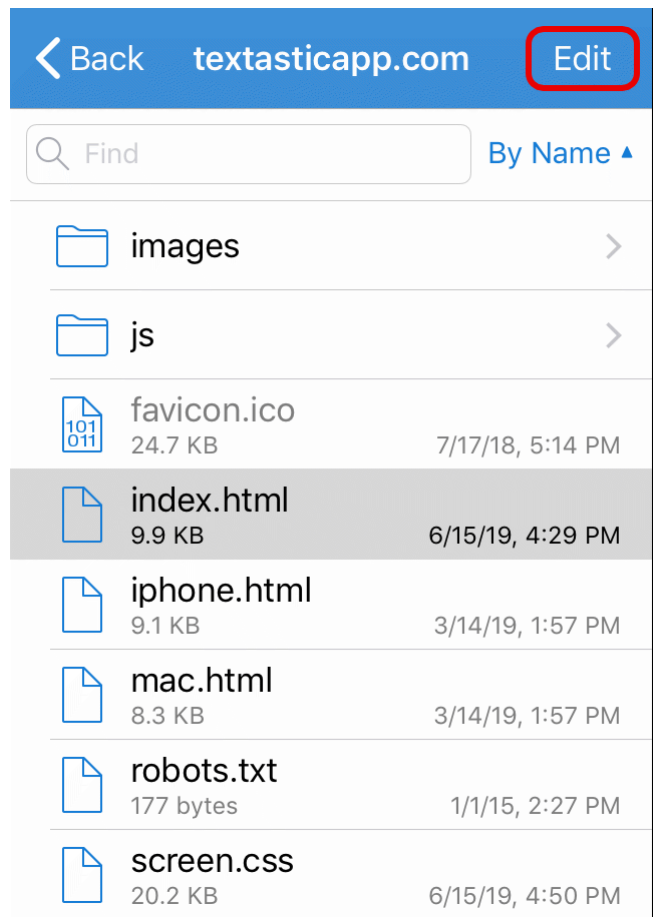 Back textasticapp.com Edit
Find By Name ▲
images
js
101
011
favicon.ico
24.7 KB 7/17/18, 5:14 PM
index.html
9.9 KB 6/15/19, 4:29 PM
iphone.html
9.1 KB 3/14/19, 1:57 PM
mac.html
8.3 KB 3/14/19, 1:57 PM
robots.txt
177 bytes 1/1/15, 2:27 PM
screen.css
20.2 KB 6/15/19, 4:50 PM